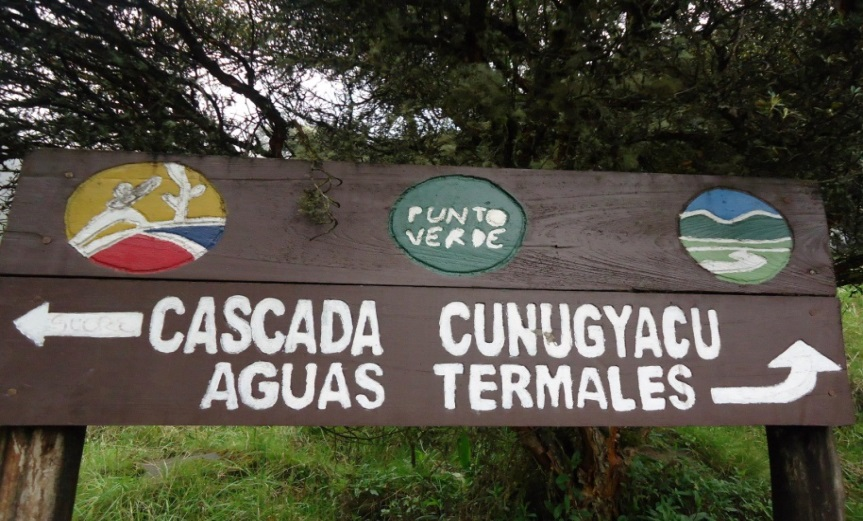 PUNTO
VERDE
CASCADA CUNUGYACU
AGUAS TERMALES